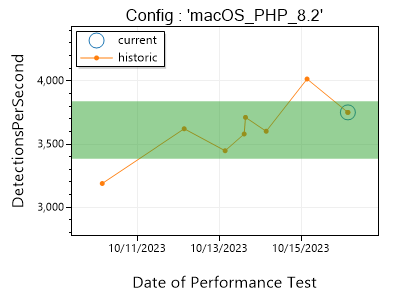 Config : 'macOS_PHP_8.2'
current
historic
DetectionsPerSecond
4,000
3,500
3,000
10/11/2023
10/13/2023
10/15/2023
Date of Performance Test